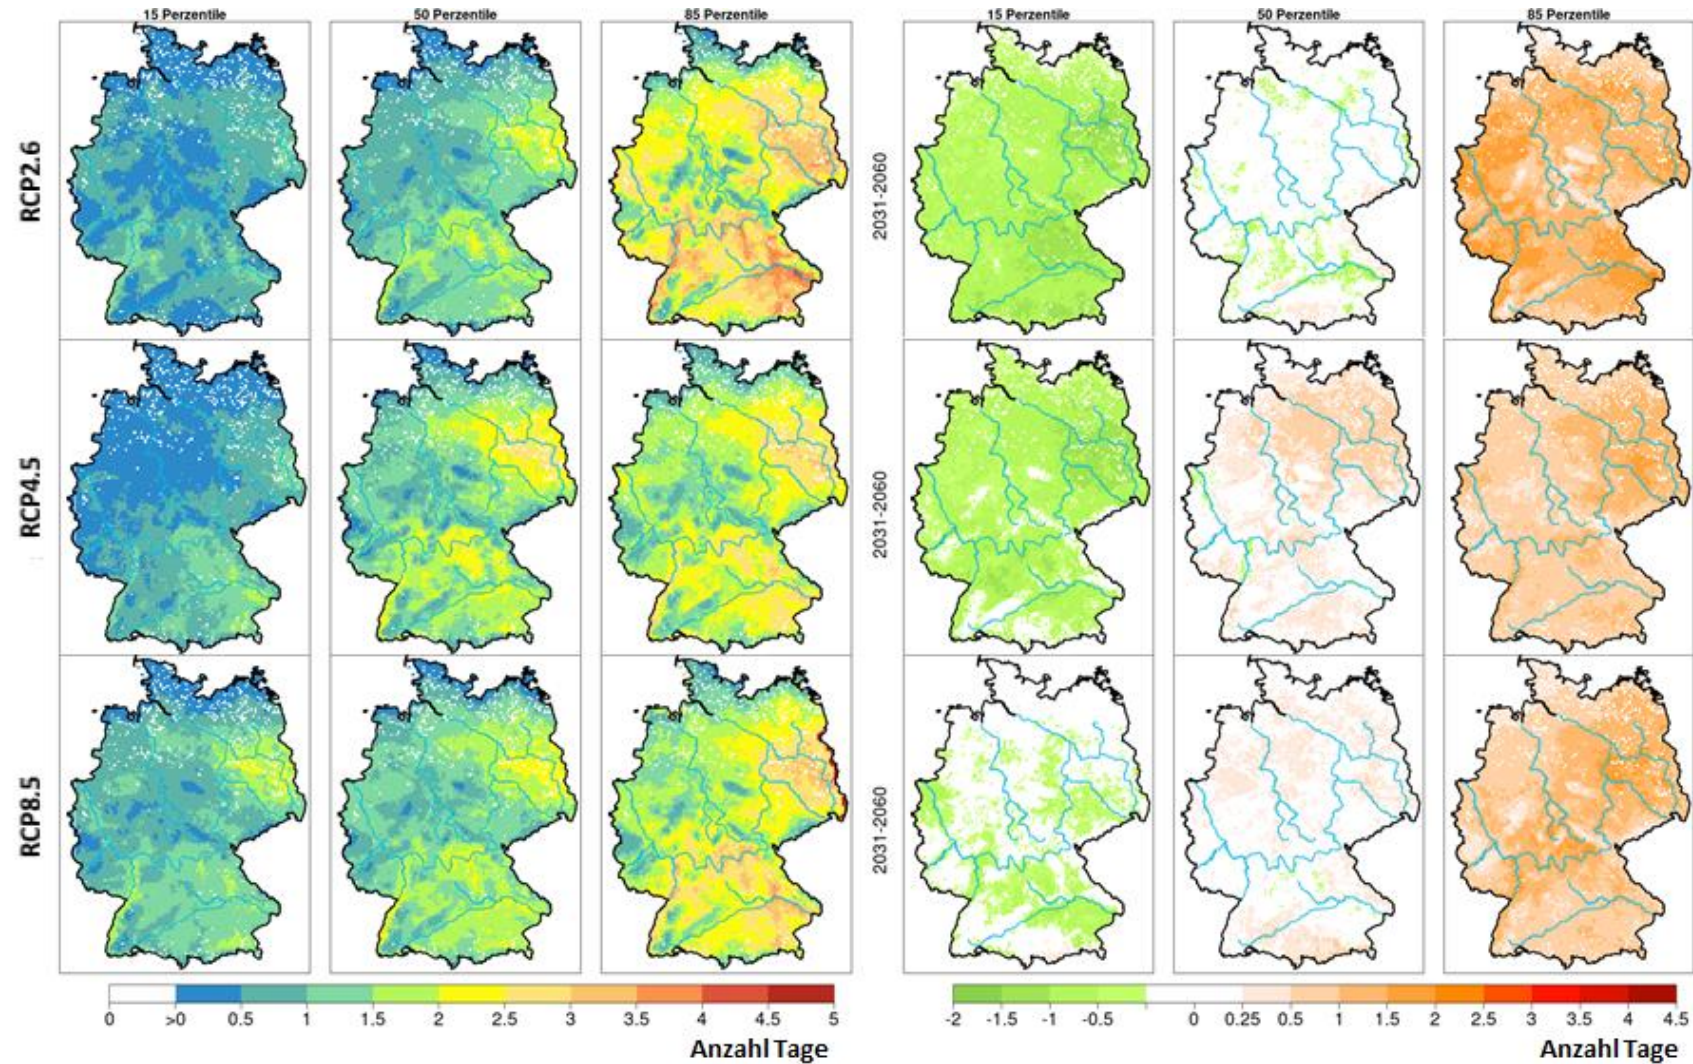 15 Perzentile 50 Perzentile 85 Perzentile 15 Perzentile 50 Perzentile 85 Perzentile
RCP2.6
2031-2060
RCP4.5
2031-2060
RCP8.5
2031-2060
0 >0 0.5 1 1.5 2 2.5 3 3.5 4 4.5 5
-2 -1.5 -1 -0.5 0 0.25 0.5 1 1.5 2 2.5 3 3.5 4 4.5
Anzahl Tage
Anzahl Tage